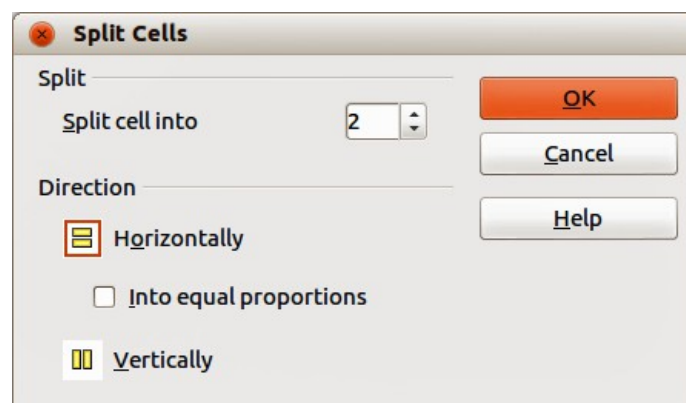 Split Cells
Split
Split cell into
2
OK
Cancel
Help
Direction
Horizontally
Into equal proportions
Vertically